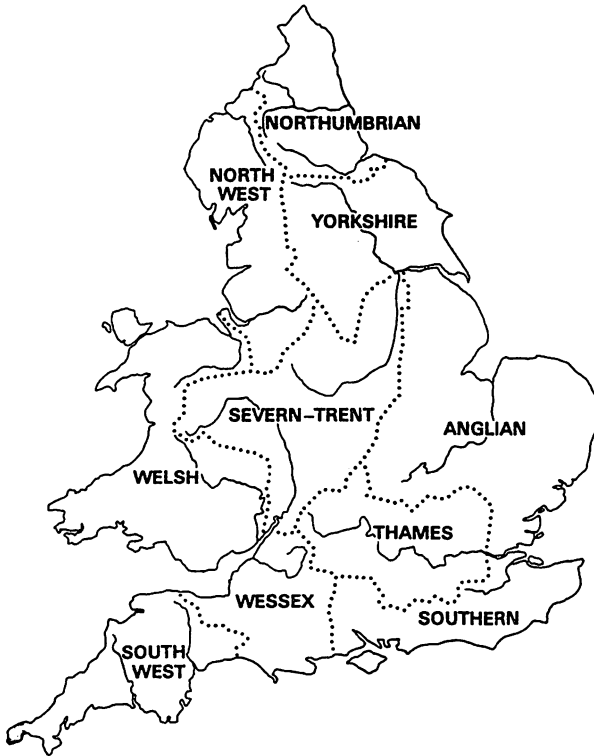 NORTHUMBRIAN
NORTH
WEST
YORKSHIRE
SEVERN–TRENT
ANGLIAN
WELSH
THAMES
WESSEX
SOUTHERN
SOUTH
WEST